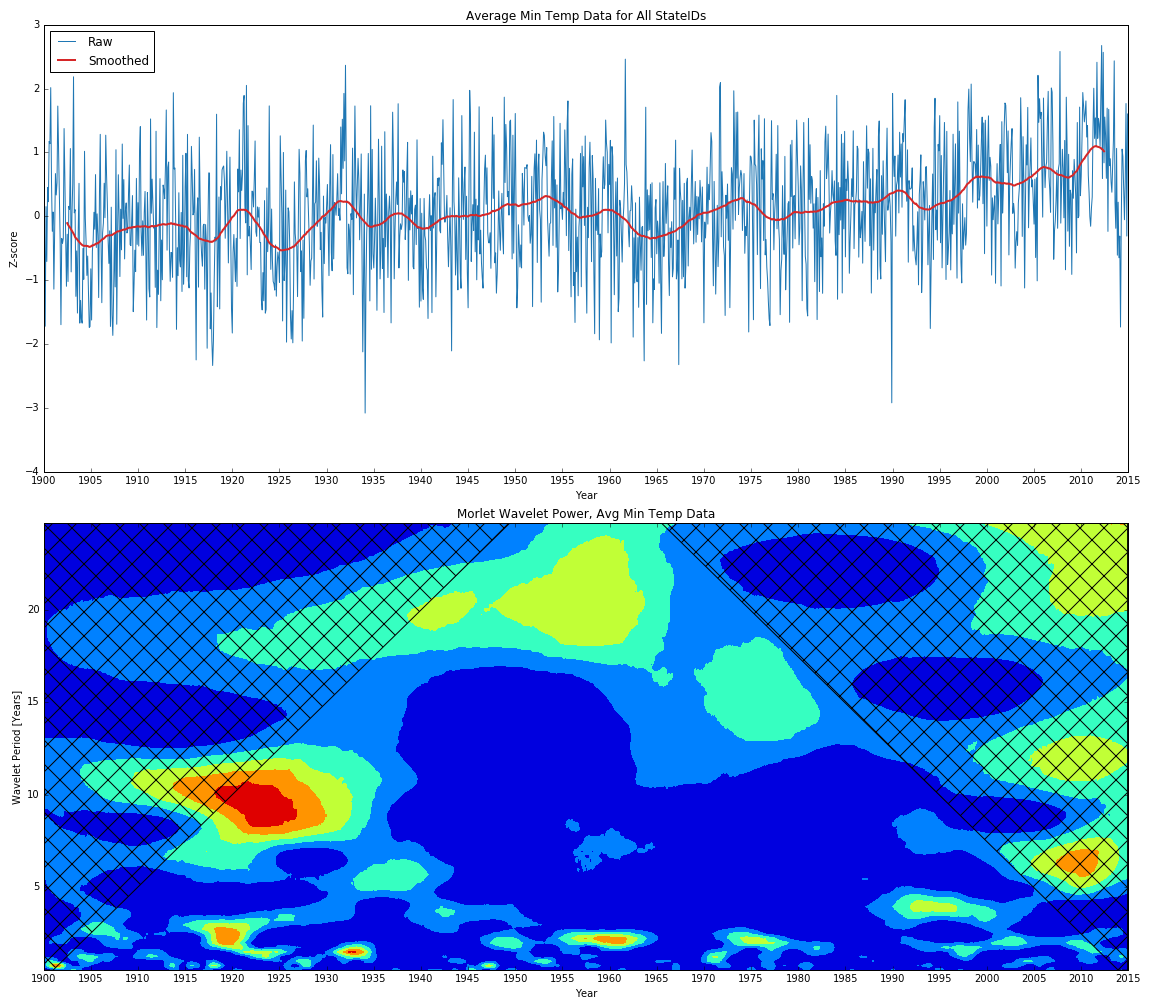 Average Min Temp Data for All StateIDs
Raw
Smoothed
3
2
1
0
−1
−2
−3
−4
Z-score
1900 1905 1910 1915 1920 1925 1930 1935 1940 1945 1950 1955 1960 1965 1970 1975 1980 1985 1990 1995 2000 2005 2010 2015
Year
Morlet Wavelet Power, Avg Min Temp Data
20
15
10
5
Wavelet Period [Years]
1900 1905 1910 1915 1920 1925 1930 1935 1940 1945 1950 1955 1960 1965 1970 1975 1980 1985 1990 1995 2000 2005 2010 2015
Year